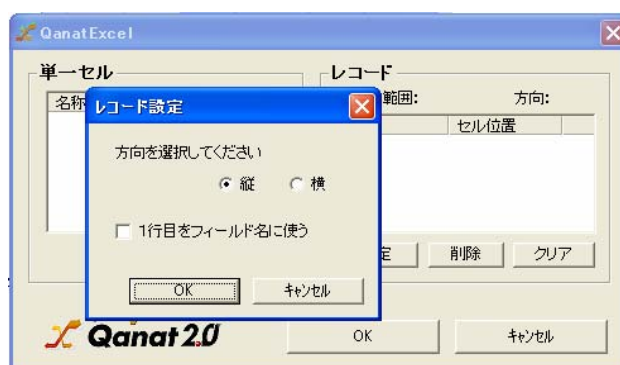 QanatExcel
単一セル
レコード
名称
範囲:
方向:
セル位置
レコード設定
方向を選択してください
縦
横
1行目をフィールド名に使う
OK
キャンセル
定
削除
クリア
Qanat 2.0
OK
キャンセル